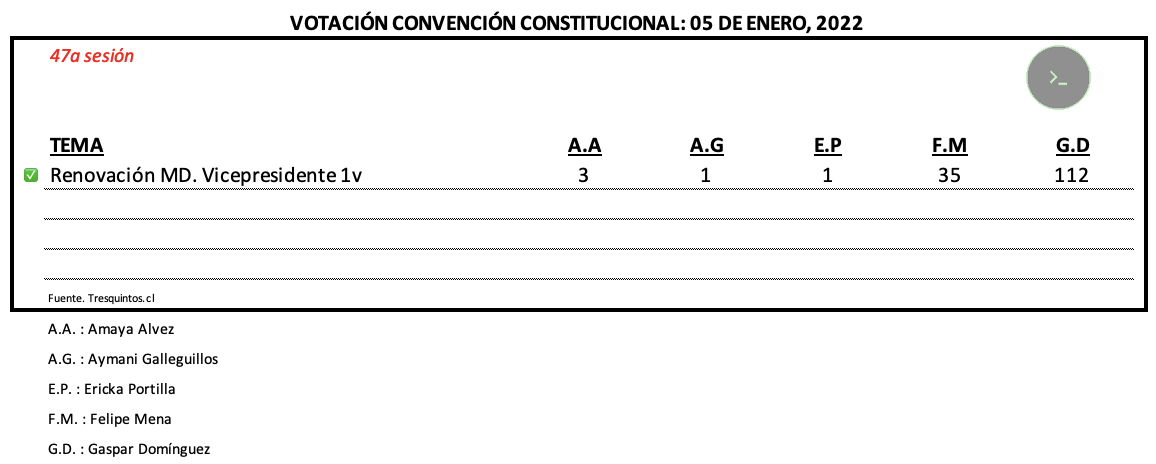 VOTACIÓN CONVENCIÓN CONSTITUCIONAL: 05 DE ENERO, 2022
47a sesión
>_
TEMA A.A A.G E.P F.M G.D
Renovación MD. Vicepresidente 1v 3 1 1 35 112
Fuente. Tresquintos.cl
A.A. : Amaya Alvez
A.G. : Aymani Galleguillos
E.P. : Ericka Portilla
F.M. : Felipe Mena
G.D. : Gaspar Domínguez